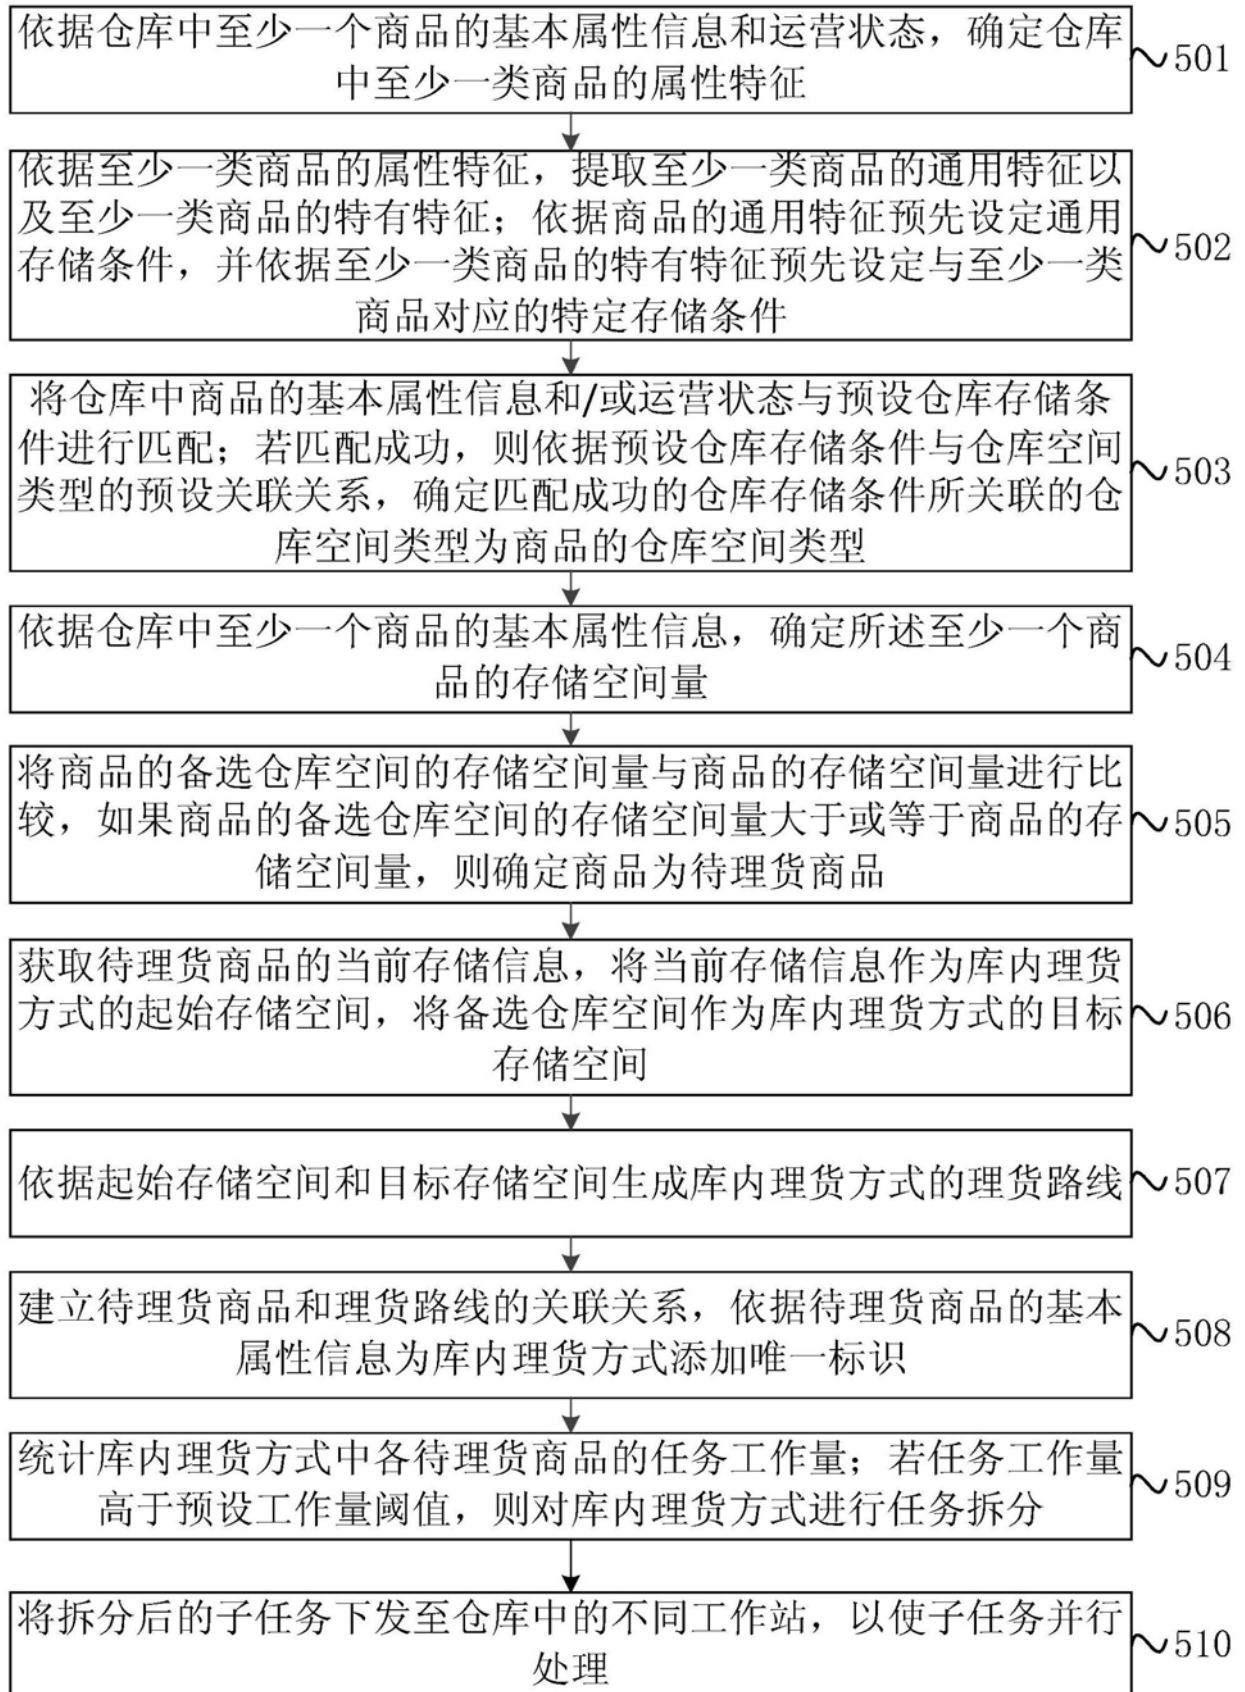 依据仓库中至少一个商品的基本属性信息和运营状态，确定仓库
中至少一类商品的属性特征
501
依据至少一类商品的属性特征，提取至少一类商品的通用特征以
及至少一类商品的特有特征；依据商品的通用特征预先设定通用
存储条件，并依据至少一类商品的特有特征预先设定与至少一类
商品对应的特定存储条件
502
将仓库中商品的基本属性信息和/或运营状态与预设仓库存储条
件进行匹配；若匹配成功，则依据预设仓库存储条件与仓库空间
类型的预设关联关系，确定匹配成功的仓库存储条件所关联的仓
库空间类型为商品的仓库空间类型
503
依据仓库中至少一个商品的基本属性信息，确定所述至少一个商
品的存储空间量
504
将商品的备选仓库空间的存储空间量与商品的存储空间量进行比
较，如果商品的备选仓库空间的存储空间量大于或等于商品的存
储空间量，则确定商品为待理货商品
505
获取待理货商品的当前存储信息，将当前存储信息作为库内理货
方式的起始存储空间，将备选仓库空间作为库内理货方式的目标
存储空间
506
依据起始存储空间和目标存储空间生成库内理货方式的理货路线
507
建立待理货商品和理货路线的关联关系，依据待理货商品的基本
属性信息为库内理货方式添加唯一标识
508
统计库内理货方式中各待理货商品的任务工作量；若任务工作量
高于预设工作量阈值，则对库内理货方式进行任务拆分
509
将拆分后的子任务下发至仓库中的不同工作站，以使子任务并行
处理
510